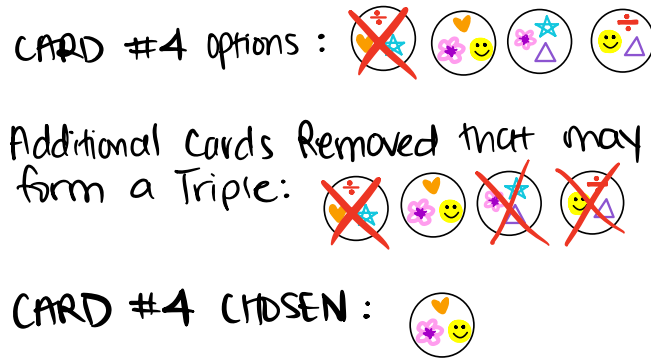 CARD #4 options :
Additional Cards Removed that may
form a Triple:
CARD #4 CHOSEN :